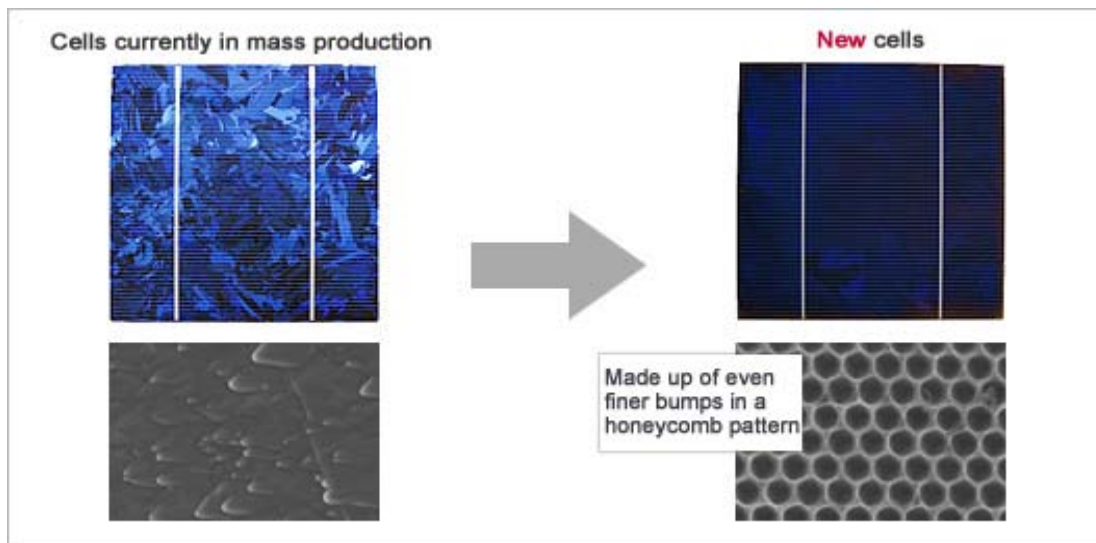 Cells currently in mass production
New cells
Made up of even
finer bumps in a
honeycomb pattern